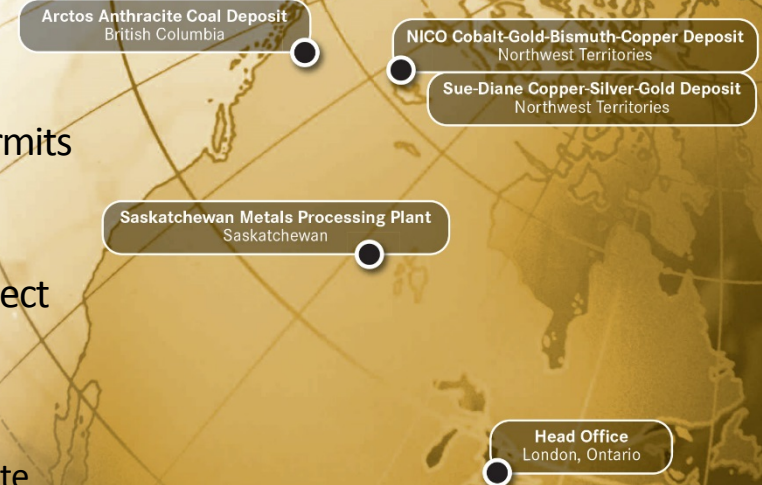 Arctos Anthracite Coal Deposit
British Columbia
NICO Cobalt-Gold-Bismuth-Copper Deposit
Northwest Territories
Sue-Diane Copper-Silver-Gold Deposit
Northwest Territories
rmits
Saskatchewan Metals Processing Plant
Saskatchewan
ect
Head Office
London, Ontario
te